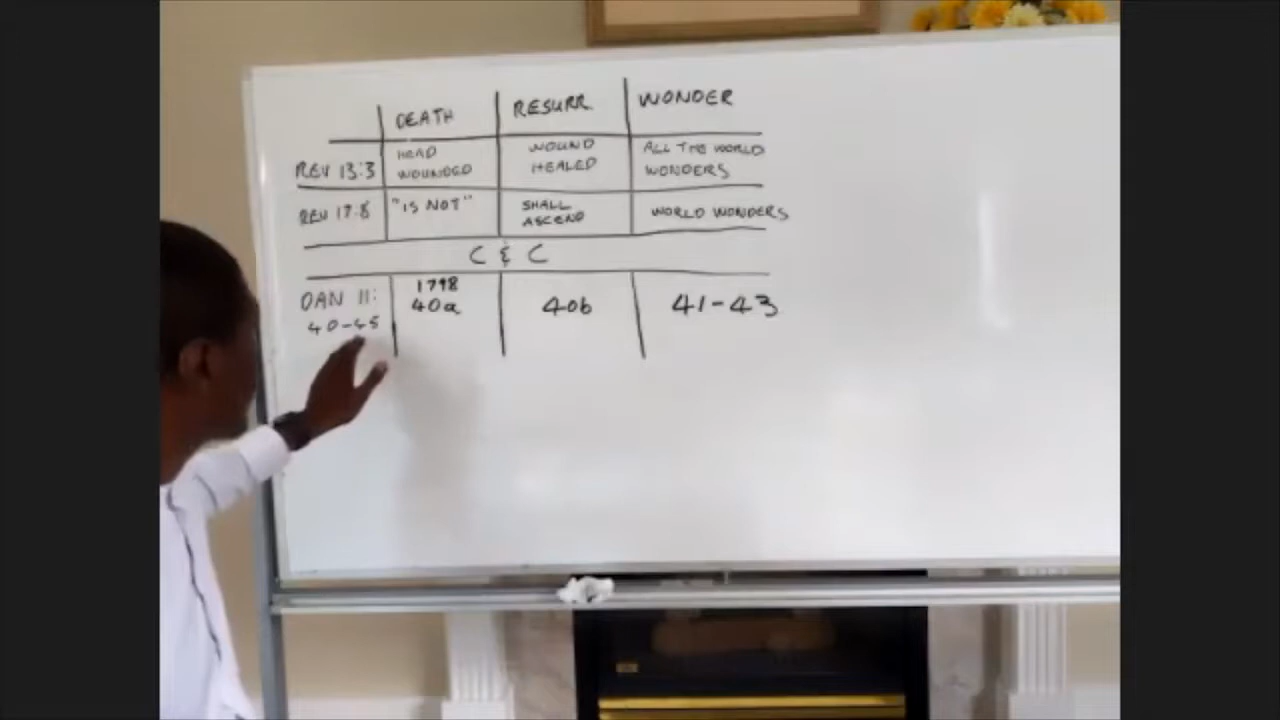 DEATH RESURR WONDER
REV 13:3 HEAD WOUND ALL THE WORLD
WOUNDED HEALED WONDERS
REV 17:8 "IS NOT" SHALL WORLD WONDERS
ASCEND
C & C
DAN 11: 1798
40-45 40a 40b 41-43